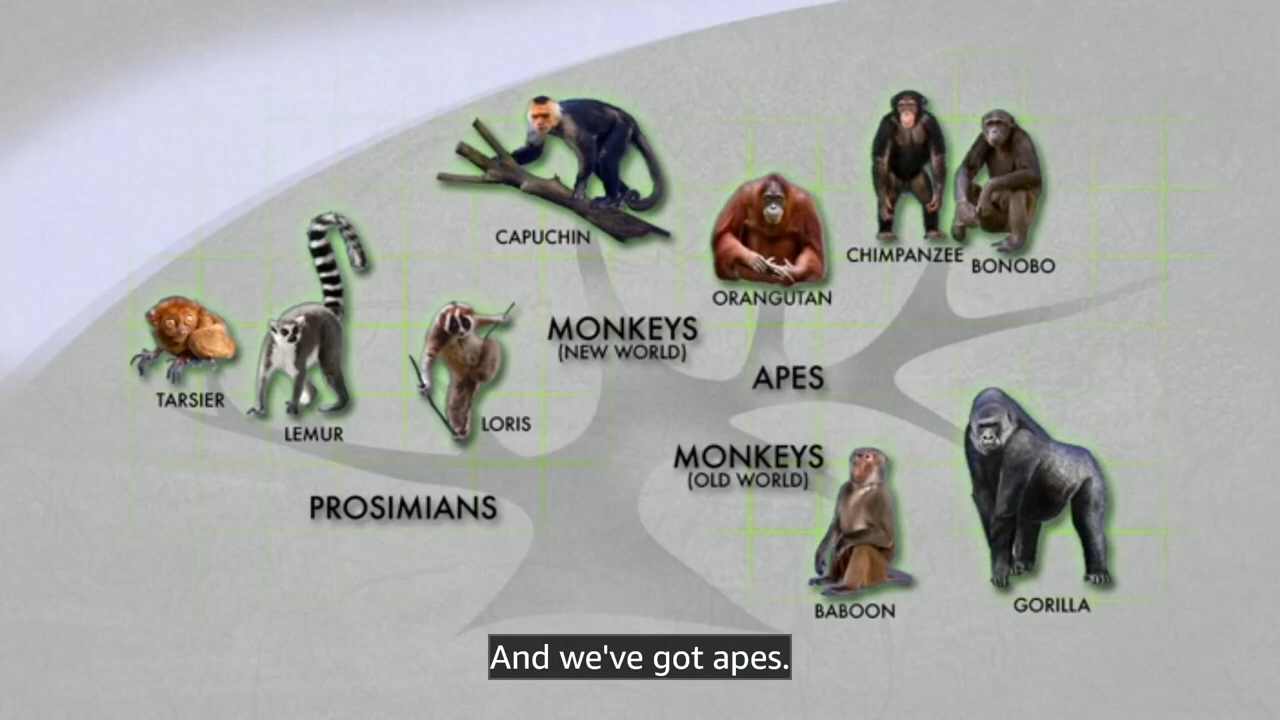 CAPUCHIN
CHIMPANZEE
BONOBO
ORANGUTAN
MONKEYS
(NEW WORLD)
APES
TARSIER
LEMUR
LORIS
MONKEYS
(OLD WORLD)
PROSIMIANS
BABOON
GORILLA
And we've got apes.